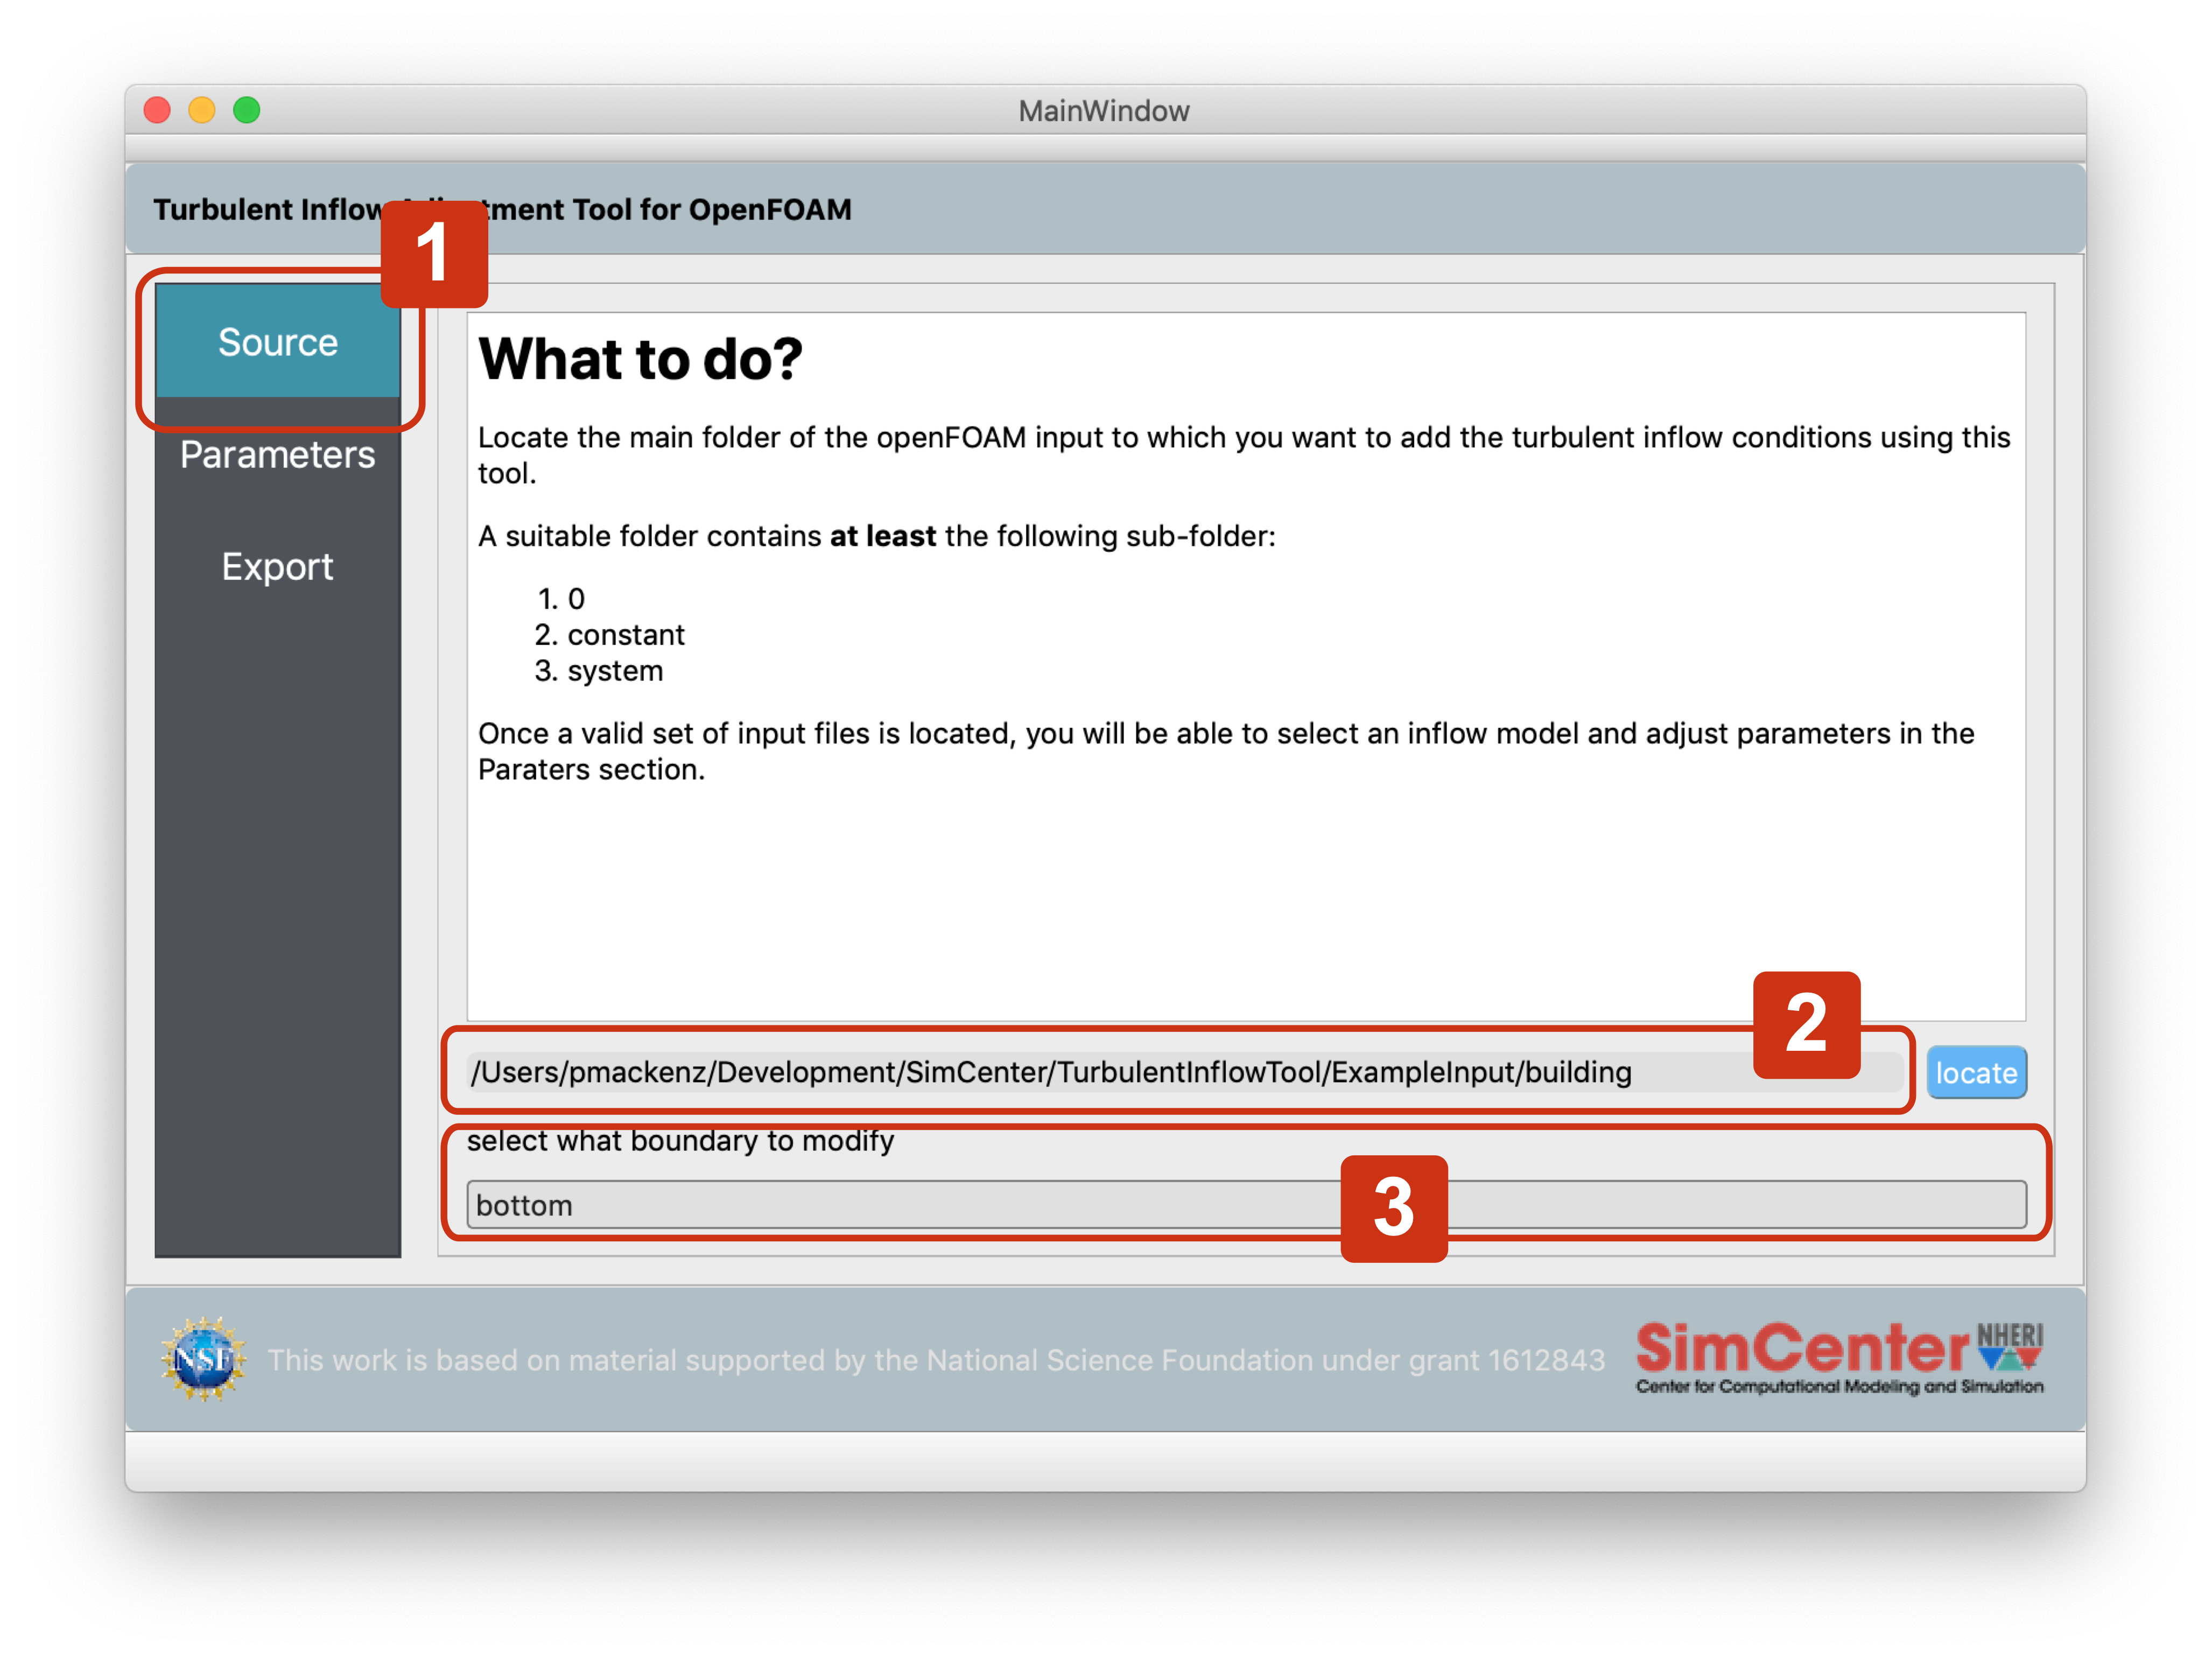 MainWindow
Turbulent Inflow tment Tool for OpenFOAM
1
Source
Parameters
Export
What to do?
Locate the main folder of the openFOAM input to which you want to add the turbulent inflow conditions using this
tool.
A suitable folder contains at least the following sub-folder:
1. 0
2. constant
3. system
Once a valid set of input files is located, you will be able to select an inflow model and adjust parameters in the
Paraters section.
2
/Users/pmackenz/Development/SimCenter/TurbulentInflowTool/ExampleInput/building
locate
select what boundary to modify
bottom
3
NSF
This work is based on material supported by the National Science Foundation under grant 1612843
SimCenter NHERI
Center for Computational Modeling and Simulation